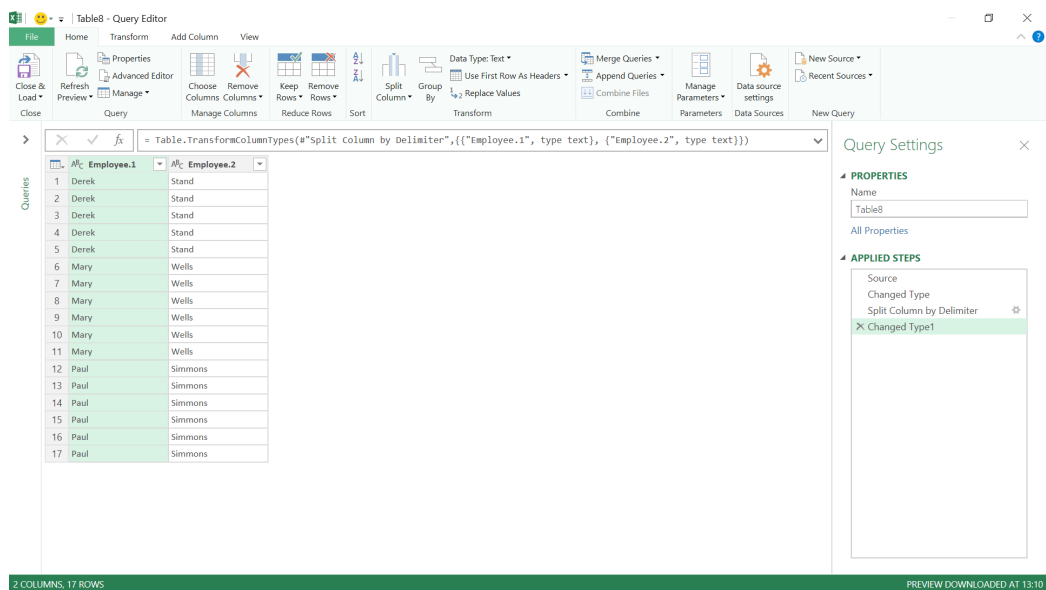 Table8 - Query Editor
File Home Transform Add Column View
Close & Load
Refresh Preview
Properties
Advanced Editor
Manage
Choose Columns
Remove Columns
Keep Rows
Remove Rows
Split Column
Group By
Data Type: Text
Use First Row As Headers
Replace Values
Merge Queries
Append Queries
Combine Files
Manage Parameters
Data source settings
New Source
Recent Sources
Close Query Manage Columns Reduce Rows Sort Transform Combine Parameters Data Sources New Query
fx = Table.TransformColumnTypes(#"Split Column by Delimiter",{{"Employee.1", type text}, {"Employee.2", type text}})
Queries
ABC Employee.1 ABC Employee.2
1 Derek Stand
2 Derek Stand
3 Derek Stand
4 Derek Stand
5 Derek Stand
6 Mary Wells
7 Mary Wells
8 Mary Wells
9 Mary Wells
10 Mary Wells
11 Mary Wells
12 Paul Simmons
13 Paul Simmons
14 Paul Simmons
15 Paul Simmons
16 Paul Simmons
17 Paul Simmons
Query Settings
PROPERTIES
Name
Table8
All Properties
APPLIED STEPS
Source
Changed Type
Split Column by Delimiter
Changed Type1
2 COLUMNS, 17 ROWS
PREVIEW DOWNLOADED AT 13:10